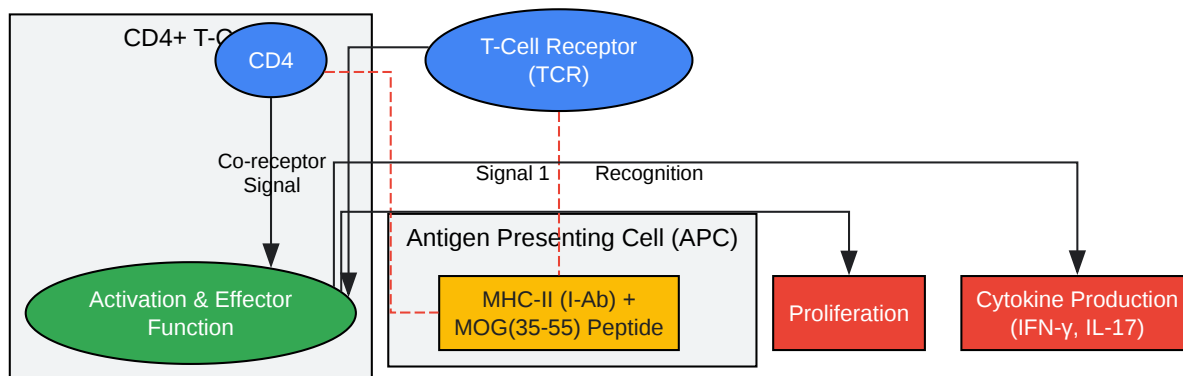 CD4+ T-C
CD4
T-Cell Receptor
(TCR)
Co-receptor
Signal
Signal 1
Recognition
Antigen Presenting Cell (APC)
Activation & Effector
Function
MHC-II (I-Ab) +
MOG(35-55) Peptide
Proliferation
Cytokine Production
(IFN-γ, IL-17)